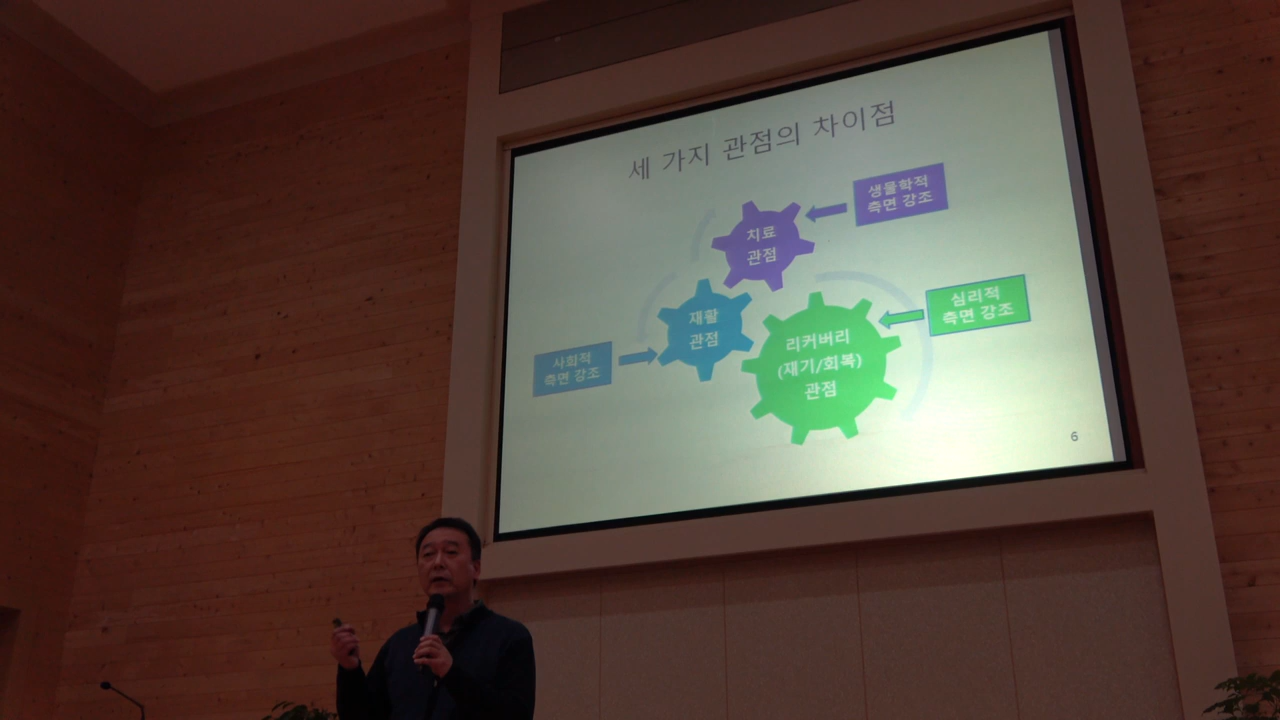 세 가지 관점의 차이점
생물학적
측면 강조
치료
관점
심리적
측면 강조
재활
관점
리커버리
(재기/회복)
관점
사회적
측면 강조
6